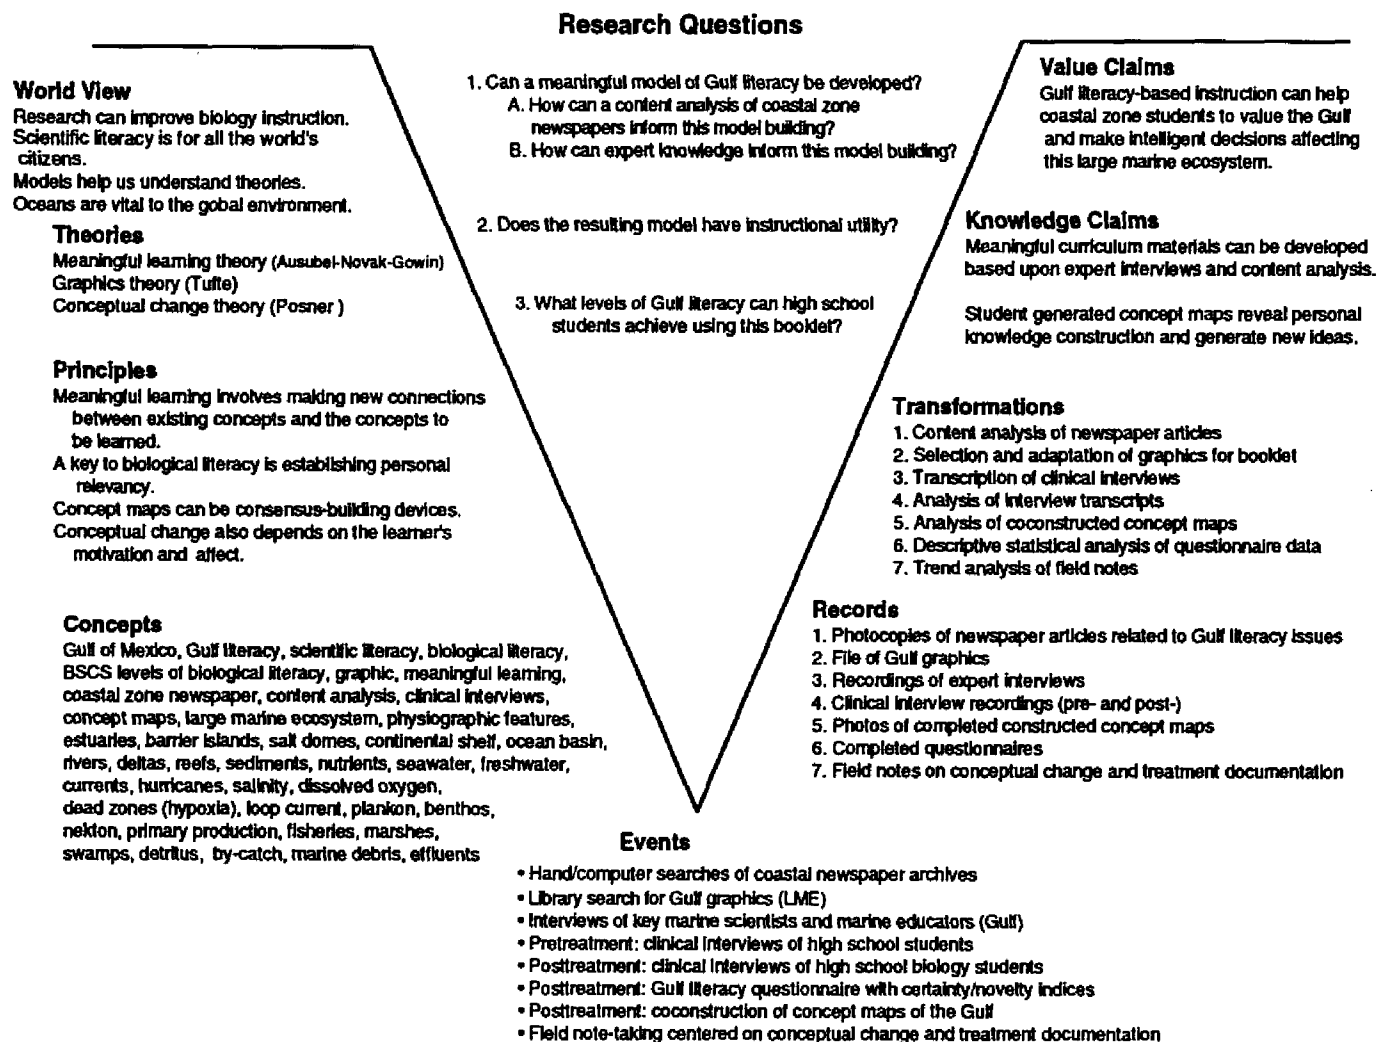 Research Questions
World View
Research can improve biology instruction.
Scientific literacy is for all the world's
citizens.
Models help us understand theories.
Oceans are vital to the gobal environment.
Theories
Meaningful learning theory (Ausubel-Novak-Gowin)
Graphics theory (Tufte)
Conceptual change theory (Posner )
Principles
Meaningful learning involves making new connections
between existing concepts and the concepts to
be learned.
A key to biological literacy is establishing personal
relevancy.
Concept maps can be consensus-building devices.
Conceptual change also depends on the learner's
motivation and affect.
Concepts
Gulf of Mexico, Gulf literacy, scientific literacy, biological literacy,
BSCS levels of biological literacy, graphic, meaningful learning,
coastal zone newspaper, content analysis, clinical interviews,
concept maps, large marine ecosystem, physiographic features,
estuaries, barrier islands, salt domes, continental shelf, ocean basin,
rivers, deltas, reefs, sediments, nutrients, seawater, freshwater,
currents, hurricanes, salinity, dissolved oxygen,
dead zones (hypoxia), loop current, plankon, benthos,
nekton, primary production, fisheries, marshes,
swamps, detritus, by-catch, marine debris, effluents
1. Can a meaningful model of Gulf literacy be developed?
A. How can a content analysis of coastal zone
newspapers inform this model building?
B. How can expert knowledge inform this model building?
2. Does the resulting model have instructional utility?
3. What levels of Gulf literacy can high school
students achieve using this booklet?
Value Claims
Gulf literacy-based instruction can help
coastal zone students to value the Gulf
and make intelligent decisions affecting
this large marine ecosystem.
Knowledge Claims
Meaningful curriculum materials can be developed
based upon expert interviews and content analysis.
Student generated concept maps reveal personal
knowledge construction and generate new ideas.
Transformations
1. Content analysis of newspaper articles
2. Selection and adaptation of graphics for booklet
3. Transcription of clinical interviews
4. Analysis of interview transcripts
5. Analysis of coconstructed concept maps
6. Descriptive statistical analysis of questionnaire data
7. Trend analysis of field notes
Records
1. Photocopies of newspaper articles related to Gulf literacy issues
2. File of Gulf graphics
3. Recordings of expert interviews
4. Clinical interview recordings (pre- and post-)
5. Photos of completed constructed concept maps
6. Completed questionnaires
7. Field notes on conceptual change and treatment documentation
Events
• Hand/computer searches of coastal newspaper archives
• Library search for Gulf graphics (LME)
• Interviews of key marine scientists and marine educators (Gulf)
• Pretreatment: clinical interviews of high school students
• Posttreatment: clinical interviews of high school biology students
• Posttreatment: Gulf literacy questionnaire with certainty/novelty indices
• Posttreatment: coconstruction of concept maps of the Gulf
• Field note-taking centered on conceptual change and treatment documentation